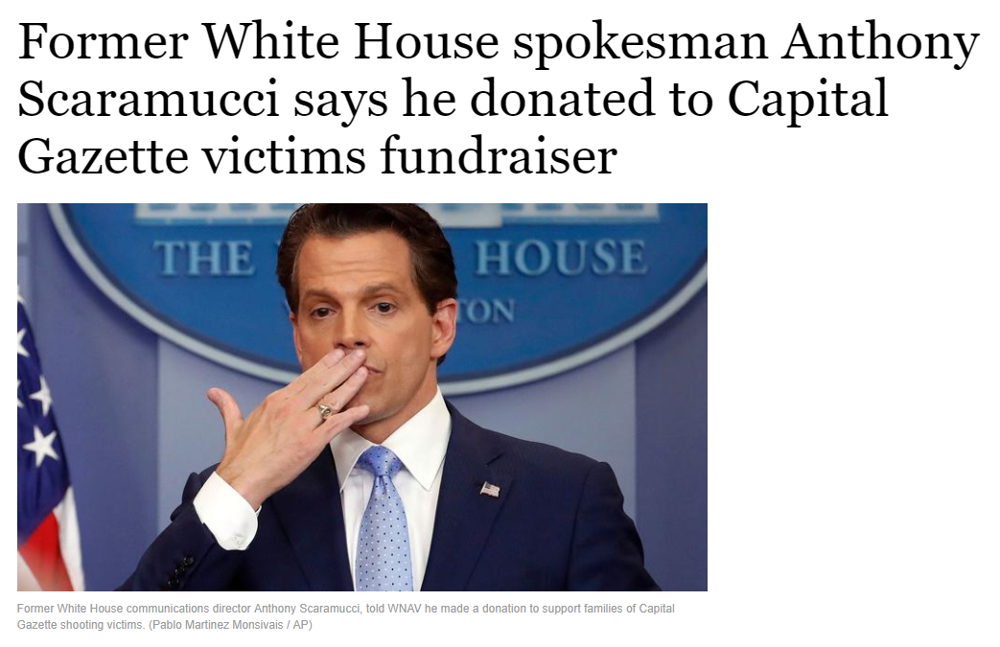 Former White House spokesman Anthony
Scaramucci says he donated to Capital
Gazette victims fundraiser
THE HOUSE
TON
Former White House communications director Anthony Scaramucci, told WNAV he made a donation to support families of Capital
Gazette shooting victims. (Pablo Martinez Monsivais / AP)